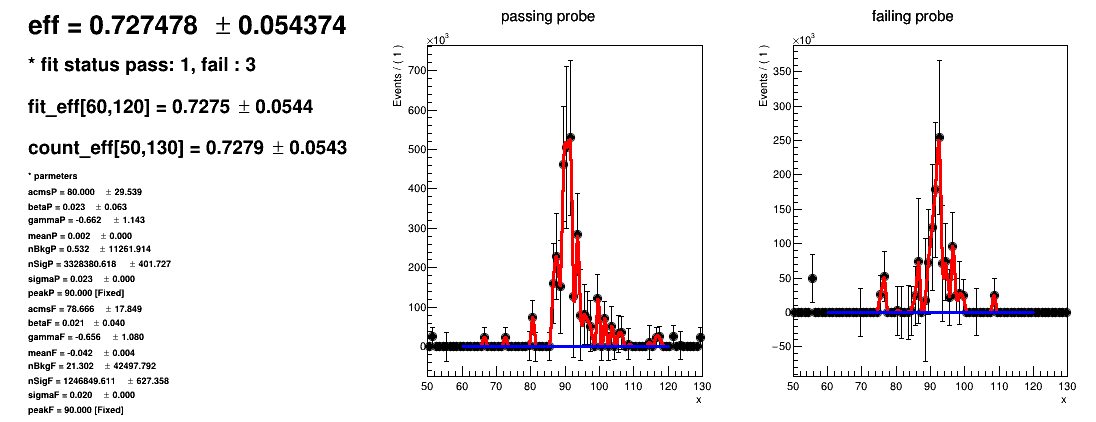 eff = 0.727478 ± 0.054374
* fit status pass: 1, fail : 3
fit_eff[60,120] = 0.7275 ± 0.0544
count_eff[50,130] = 0.7279 ± 0.0543
* parmeters
acmsP = 80.000 ± 29.539
betaP = 0.023 ± 0.063
gammaP = -0.662 ± 1.143
meanP = 0.002 ± 0.000
nBkgP = 0.532 ± 11261.914
nSigP = 3328380.618 ± 401.727
sigmaP = 0.023 ± 0.000
peakP = 90.000 [Fixed]
acmsF = 78.666 ± 17.849
betaF = 0.021 ± 0.040
gammaF = -0.656 ± 1.080
meanF = -0.042 ± 0.004
nBkgF = 21.302 ± 42497.792
nSigF = 1246849.611 ± 627.358
sigmaF = 0.020 ± 0.000
peakF = 90.000 [Fixed]
passing probe
×10³
Events / ( 1 )
700
600
500
400
300
200
100
0
50 60 70 80 90 100 110 120 130
x
failing probe
×10³
Events / ( 1 )
350
300
250
200
150
100
50
0
−50
50 60 70 80 90 100 110 120 130
x